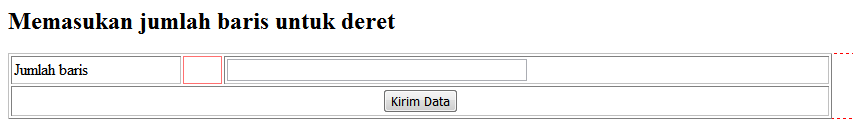 Memasukan jumlah baris untuk deret
Jumlah baris
Kirim Data